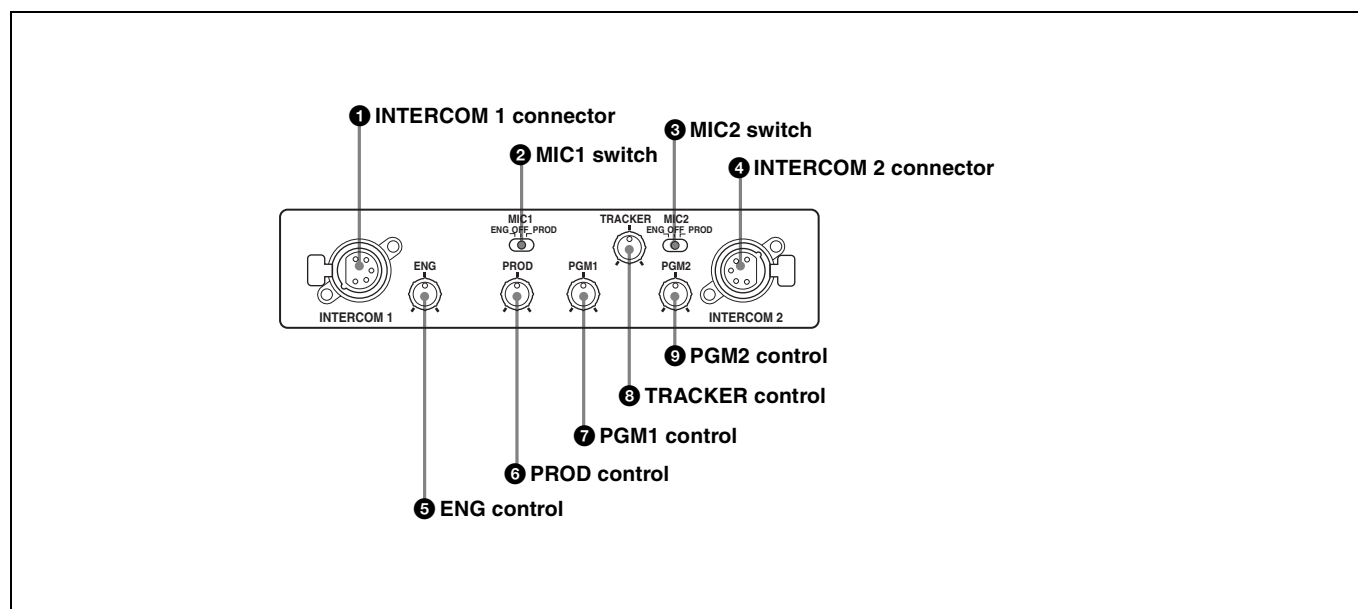 ❶ INTERCOM 1 connector
❸ MIC2 switch
❷ MIC1 switch
❹ INTERCOM 2 connector
MIC1
ENG OFF PROD
TRACKER
MIC2
ENG OFF PROD
ENG
PROD
PGM1
PGM2
INTERCOM 1
INTERCOM 2
❾ PGM2 control
❽ TRACKER control
❼ PGM1 control
❻ PROD control
❺ ENG control